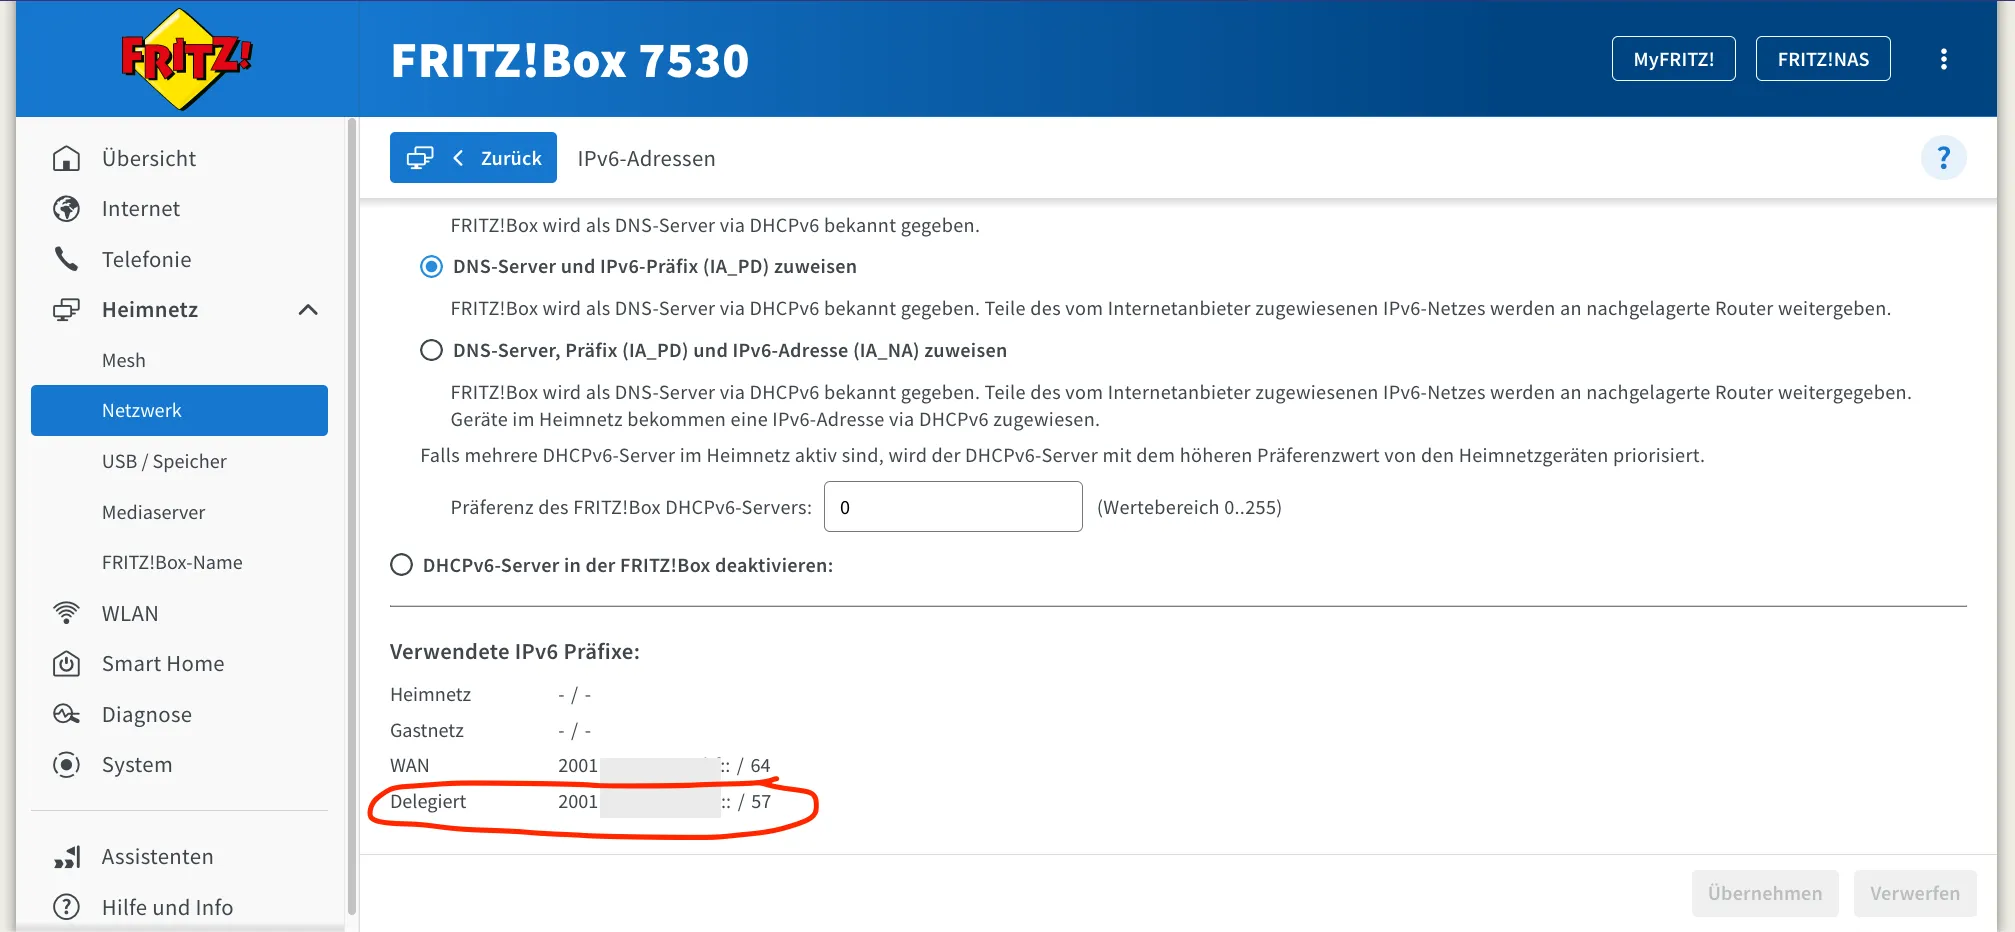 FRITZ!
FRITZ!Box 7530
MyFRITZ!
FRITZ!NAS
Übersicht
Internet
Telefonie
Heimnetz
Mesh
Netzwerk
USB / Speicher
Mediaserver
FRITZ!Box-Name
WLAN
Smart Home
Diagnose
System
Assistenten
Hilfe und Info
Zurück
IPv6-Adressen
?
FRITZ!Box wird als DNS-Server via DHCPv6 bekannt gegeben.
DNS-Server und IPv6-Präfix (IA_PD) zuweisen
FRITZ!Box wird als DNS-Server via DHCPv6 bekannt gegeben. Teile des vom Internetanbieter zugewiesenen IPv6-Netzes werden an nachgelagerte Router weitergeben.
DNS-Server, Präfix (IA_PD) und IPv6-Adresse (IA_NA) zuweisen
FRITZ!Box wird als DNS-Server via DHCPv6 bekannt gegeben. Teile des vom Internetanbieter zugewiesenen IPv6-Netzes werden an nachgelagerte Router weitergegeben.
Geräte im Heimnetz bekommen eine IPv6-Adresse via DHCPv6 zugewiesen.
Falls mehrere DHCPv6-Server im Heimnetz aktiv sind, wird der DHCPv6-Server mit dem höheren Präferenzwert von den Heimnetzgeräten priorisiert.
Präferenz des FRITZ!Box DHCPv6-Servers: 0 (Wertebereich 0..255)
DHCPv6-Server in der FRITZ!Box deaktivieren:
Verwendete IPv6 Präfixe:
Heimnetz - / -
Gastnetz - / -
WAN 2001 :: / 64
Delegiert 2001 :: / 57
Übernehmen
Verwerfen